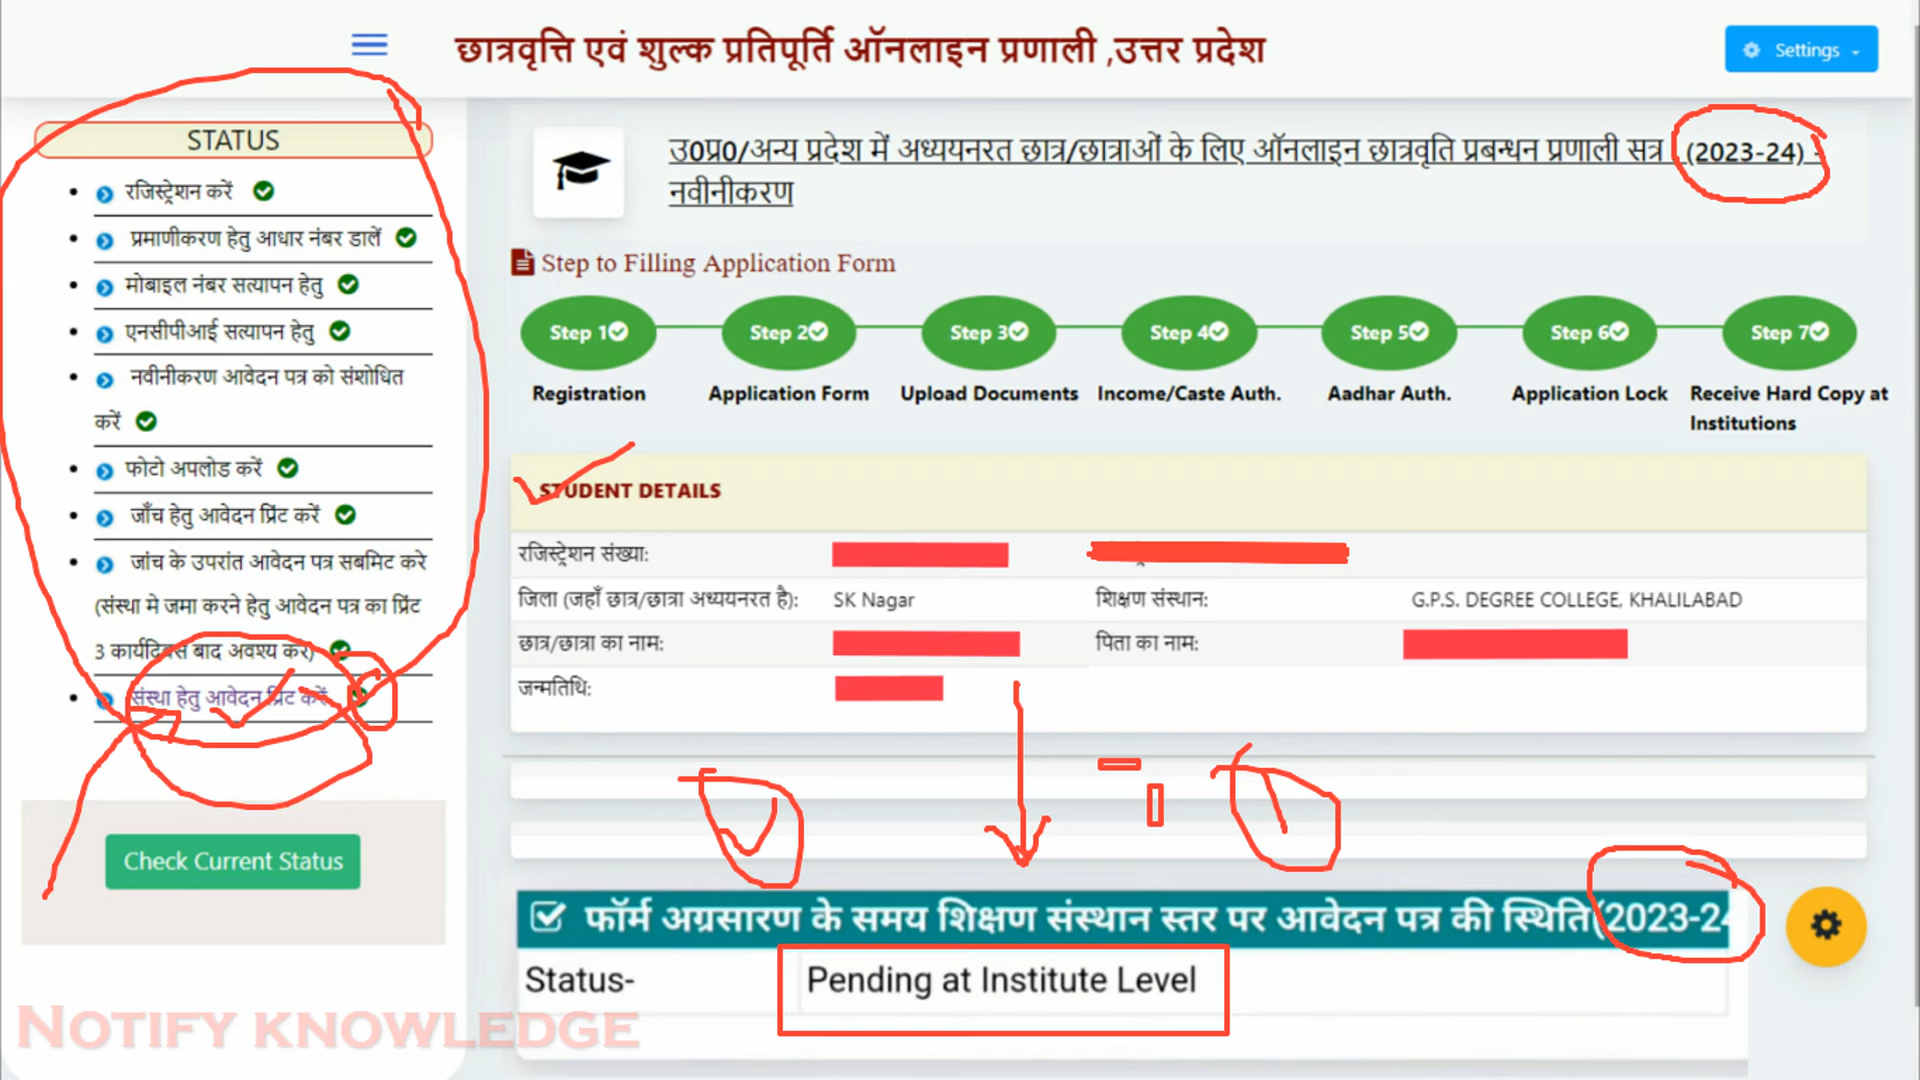 छात्रवृत्ति एवं शुल्क प्रतिपूर्ति ऑनलाइन प्रणाली ,उत्तर प्रदेश
Settings
STATUS
रजिस्ट्रेशन करें
प्रमाणीकरण हेतु आधार नंबर डालें
मोबाइल नंबर सत्यापन हेतु
एनसीपीआई सत्यापन हेतु
नवीनीकरण आवेदन पत्र को संशोधित
करें
फोटो अपलोड करें
जाँच हेतु आवेदन प्रिंट करें
जांच के उपरांत आवेदन पत्र सबमिट करे
(संस्था मे जमा करने हेतु आवेदन पत्र का प्रिंट
3 कार्यदिवस बाद अवश्य करे)
संस्था हेतु आवेदन प्रिंट करें
Check Current Status
उ0प्र0/अन्य प्रदेश में अध्ययनरत छात्र/छात्राओं के लिए ऑनलाइन छात्रवृति प्रबन्धन प्रणाली सत्र (2023-24) -
नवीनीकरण
Step to Filling Application Form
Step 1 Step 2 Step 3 Step 4 Step 5 Step 6 Step 7
Registration Application Form Upload Documents Income/Caste Auth. Aadhar Auth. Application Lock Receive Hard Copy at
Institutions
STUDENT DETAILS
रजिस्ट्रेशन संख्या:
जिला (जहाँ छात्र/छात्रा अध्ययनरत है): SK Nagar शिक्षण संस्थान: G.P.S. DEGREE COLLEGE, KHALILABAD
छात्र/छात्रा का नाम: पिता का नाम:
जन्मतिथि:
फॉर्म अग्रसारण के समय शिक्षण संस्थान स्तर पर आवेदन पत्र की स्थिति(2023-24
Status- Pending at Institute Level
NOTIFY KNOWLEDGE